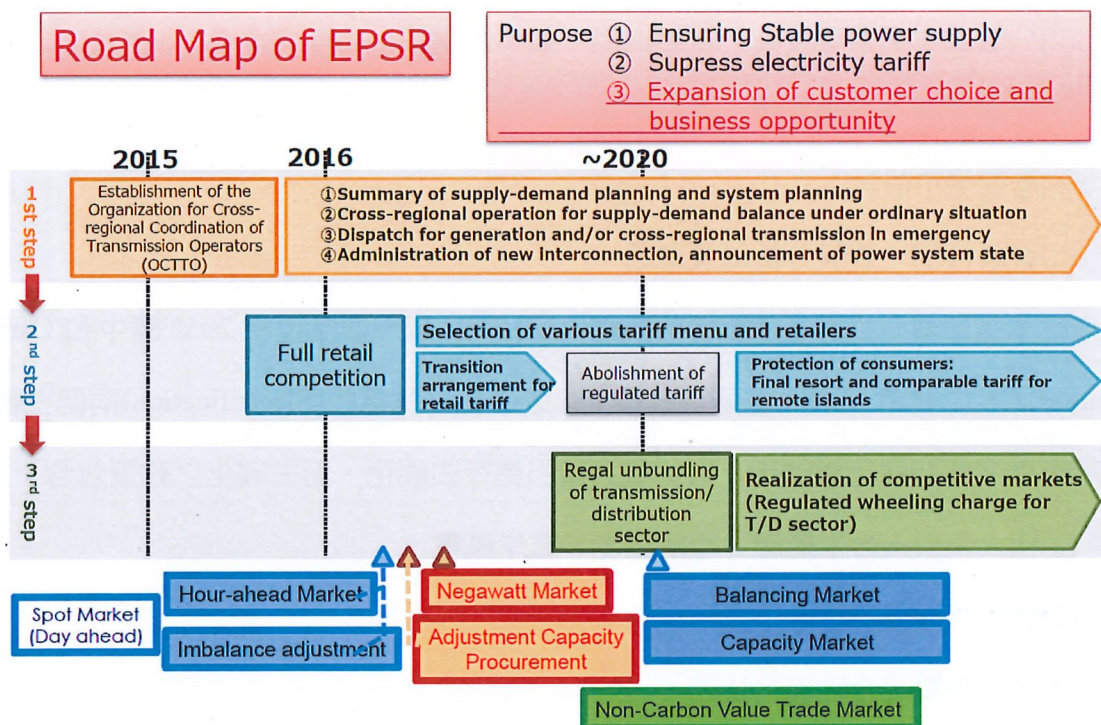 Road Map of EPSR
Purpose ① Ensuring Stable power supply
② Supress electricity tariff
③ Expansion of customer choice and
business opportunity
2015
2016
~2020
1st step
Establishment of the
Organization for Cross-
regional Coordination of
Transmission Operators
(OCTTO)
①Summary of supply-demand planning and system planning
②Cross-regional operation for supply-demand balance under ordinary situation
③Dispatch for generation and/or cross-regional transmission in emergency
④Administration of new interconnection, announcement of power system state
2nd step
Full retail
competition
Selection of various tariff menu and retailers
Transition
arrangement for
retail tariff
Abolishment of
regulated tariff
Protection of consumers:
Final resort and comparable tariff for
remote islands
3rd step
Regal unbundling
of transmission/
distribution
sector
Realization of competitive markets
(Regulated wheeling charge for
T/D sector)
Spot Market
(Day ahead)
Hour-ahead Market
Imbalance adjustment
Negawatt Market
Adjustment Capacity
Procurement
Balancing Market
Capacity Market
Non-Carbon Value Trade Market